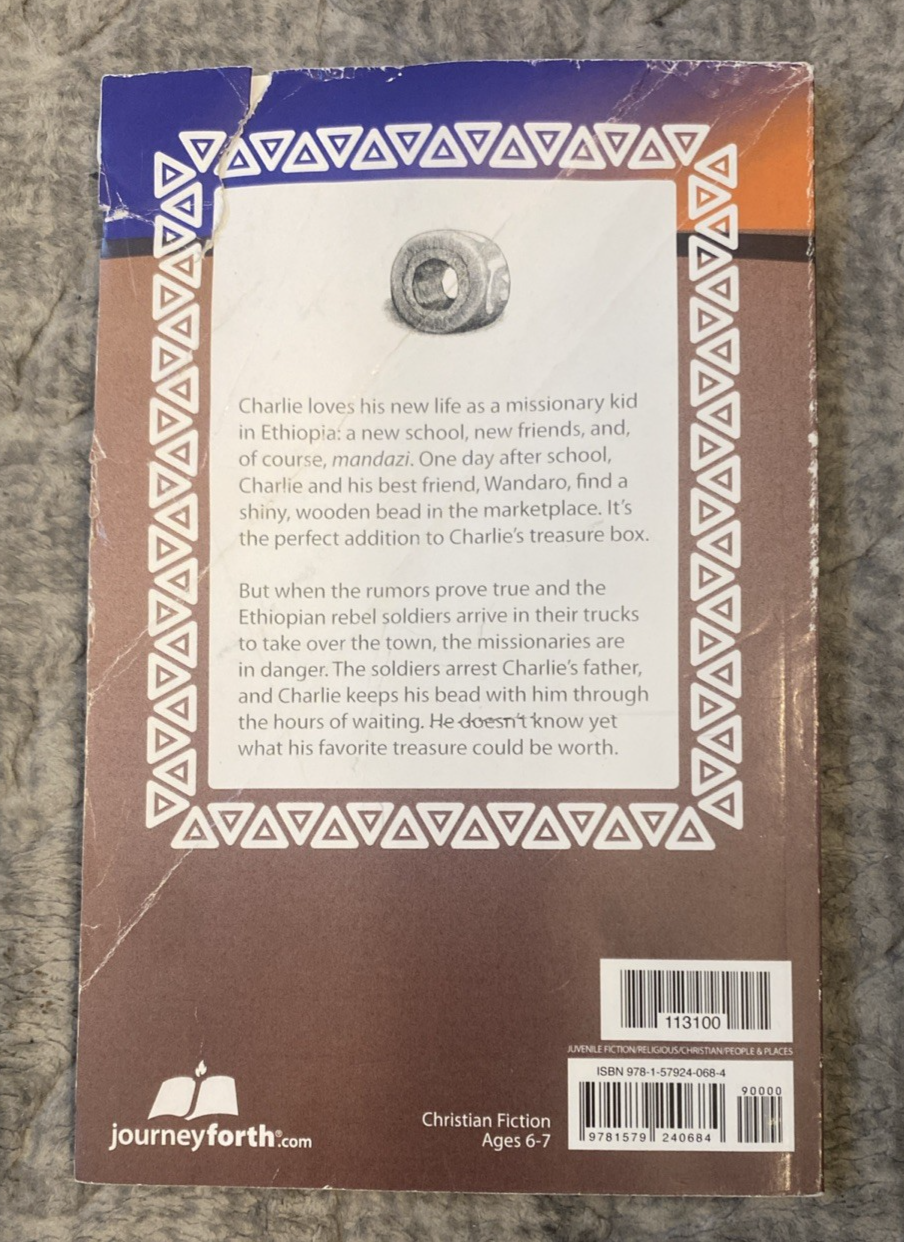 Charlie loves his new life as a missionary kid
in Ethiopia: a new school, new friends, and,
of course, mandazi. One day after school,
Charlie and his best friend, Wandaro, find a
shiny, wooden bead in the marketplace. It's
the perfect addition to Charlie's treasure box.
But when the rumors prove true and the
Ethiopian rebel soldiers arrive in their trucks
to take over the town, the missionaries are
in danger. The soldiers arrest Charlie's father,
and Charlie keeps his bead with him through
the hours of waiting. He doesn't know yet
what his favorite treasure could be worth.
113100
JUVENILE FICTION/RELIGIOUS/CHRISTIAN/PEOPLE & PLACES
ISBN 978-1-57924-068-4
90000
9781579 240684
Christian Fiction
Ages 6-7
journeyforth®.com